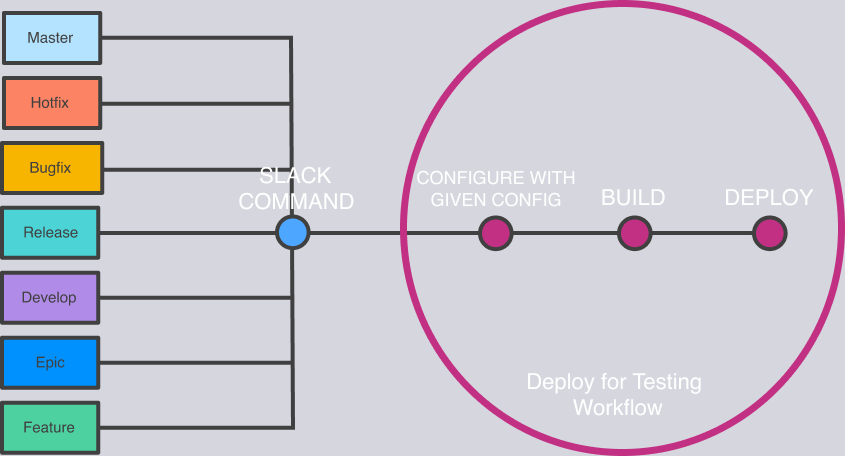 Master
Hotfix
Bugfix
Release
Develop
Epic
Feature
SLACK
COMMAND
CONFIGURE WITH
GIVEN CONFIG
BUILD
DEPLOY
Deploy for Testing
Workflow